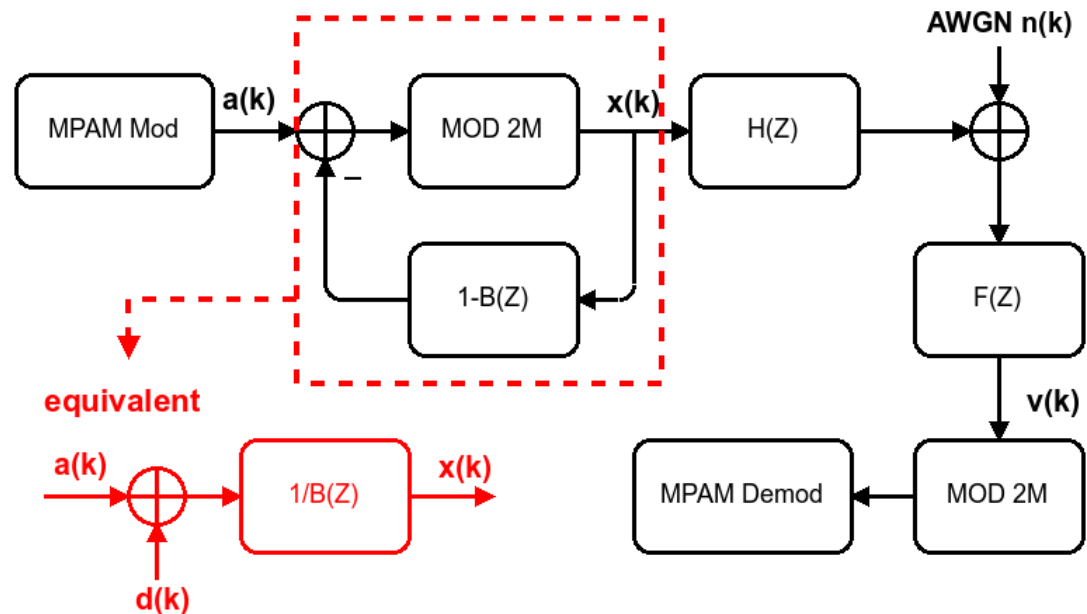 AWGN n(k)
MPAM Mod
a(k)
MOD 2M
x(k)
H(Z)
–
1-B(Z)
F(Z)
equivalent
v(k)
a(k)
1/B(Z)
x(k)
MPAM Demod
MOD 2M
d(k)